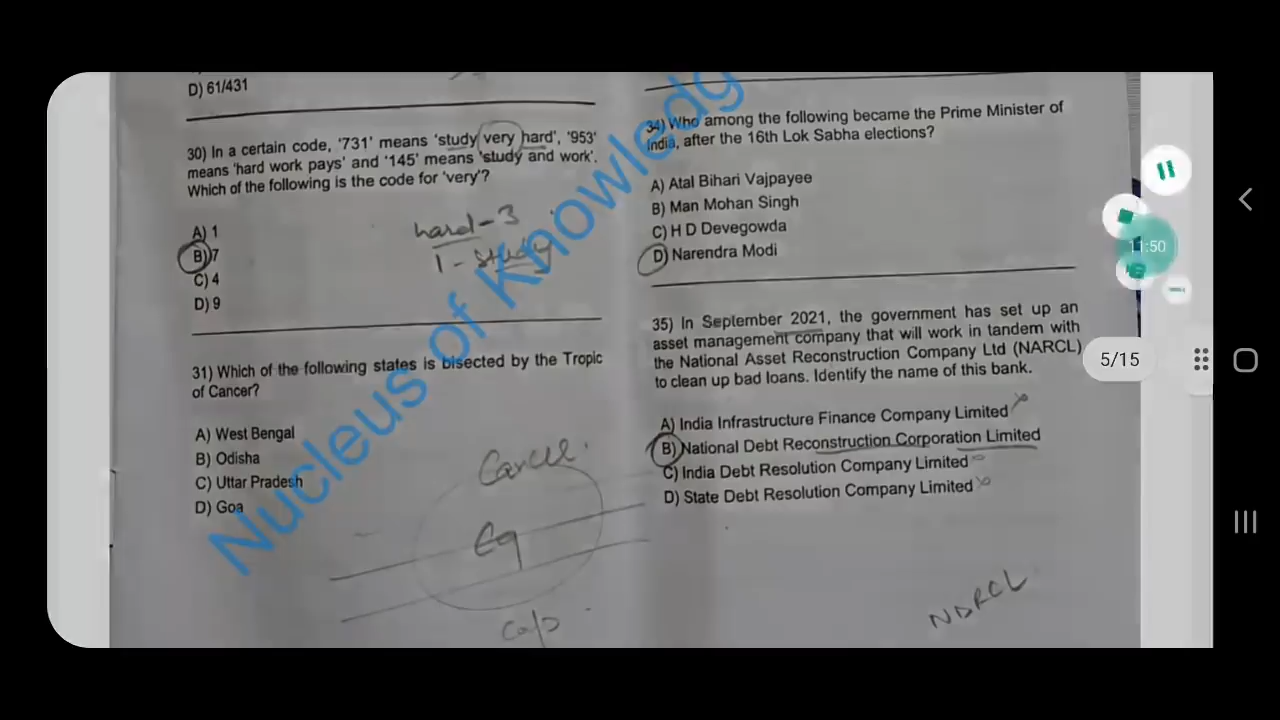 D) 61/431
30) In a certain code, '731' means 'study very hard', '953'
means 'hard work pays' and '145' means 'study and work'.
Which of the following is the code for 'very'?
A) 1
B) 7
C) 4
D) 9
hard - 3
1 - study
31) Which of the following states is bisected by the Tropic
of Cancer?
A) West Bengal
B) Odisha
C) Uttar Pradesh
D) Goa
Eq
34) Who among the following became the Prime Minister of
India, after the 16th Lok Sabha elections?
A) Atal Bihari Vajpayee
B) Man Mohan Singh
C) H D Devegowda
D) Narendra Modi
35) In September 2021, the government has set up an
asset management company that will work in tandem with
the National Asset Reconstruction Company Ltd (NARCL)
to clean up bad loans. Identify the name of this bank.
A) India Infrastructure Finance Company Limited
B) National Debt Reconstruction Corporation Limited
C) India Debt Resolution Company Limited
D) State Debt Resolution Company Limited
NDRCL
Nucleus of Knowledg
11:50
5/15